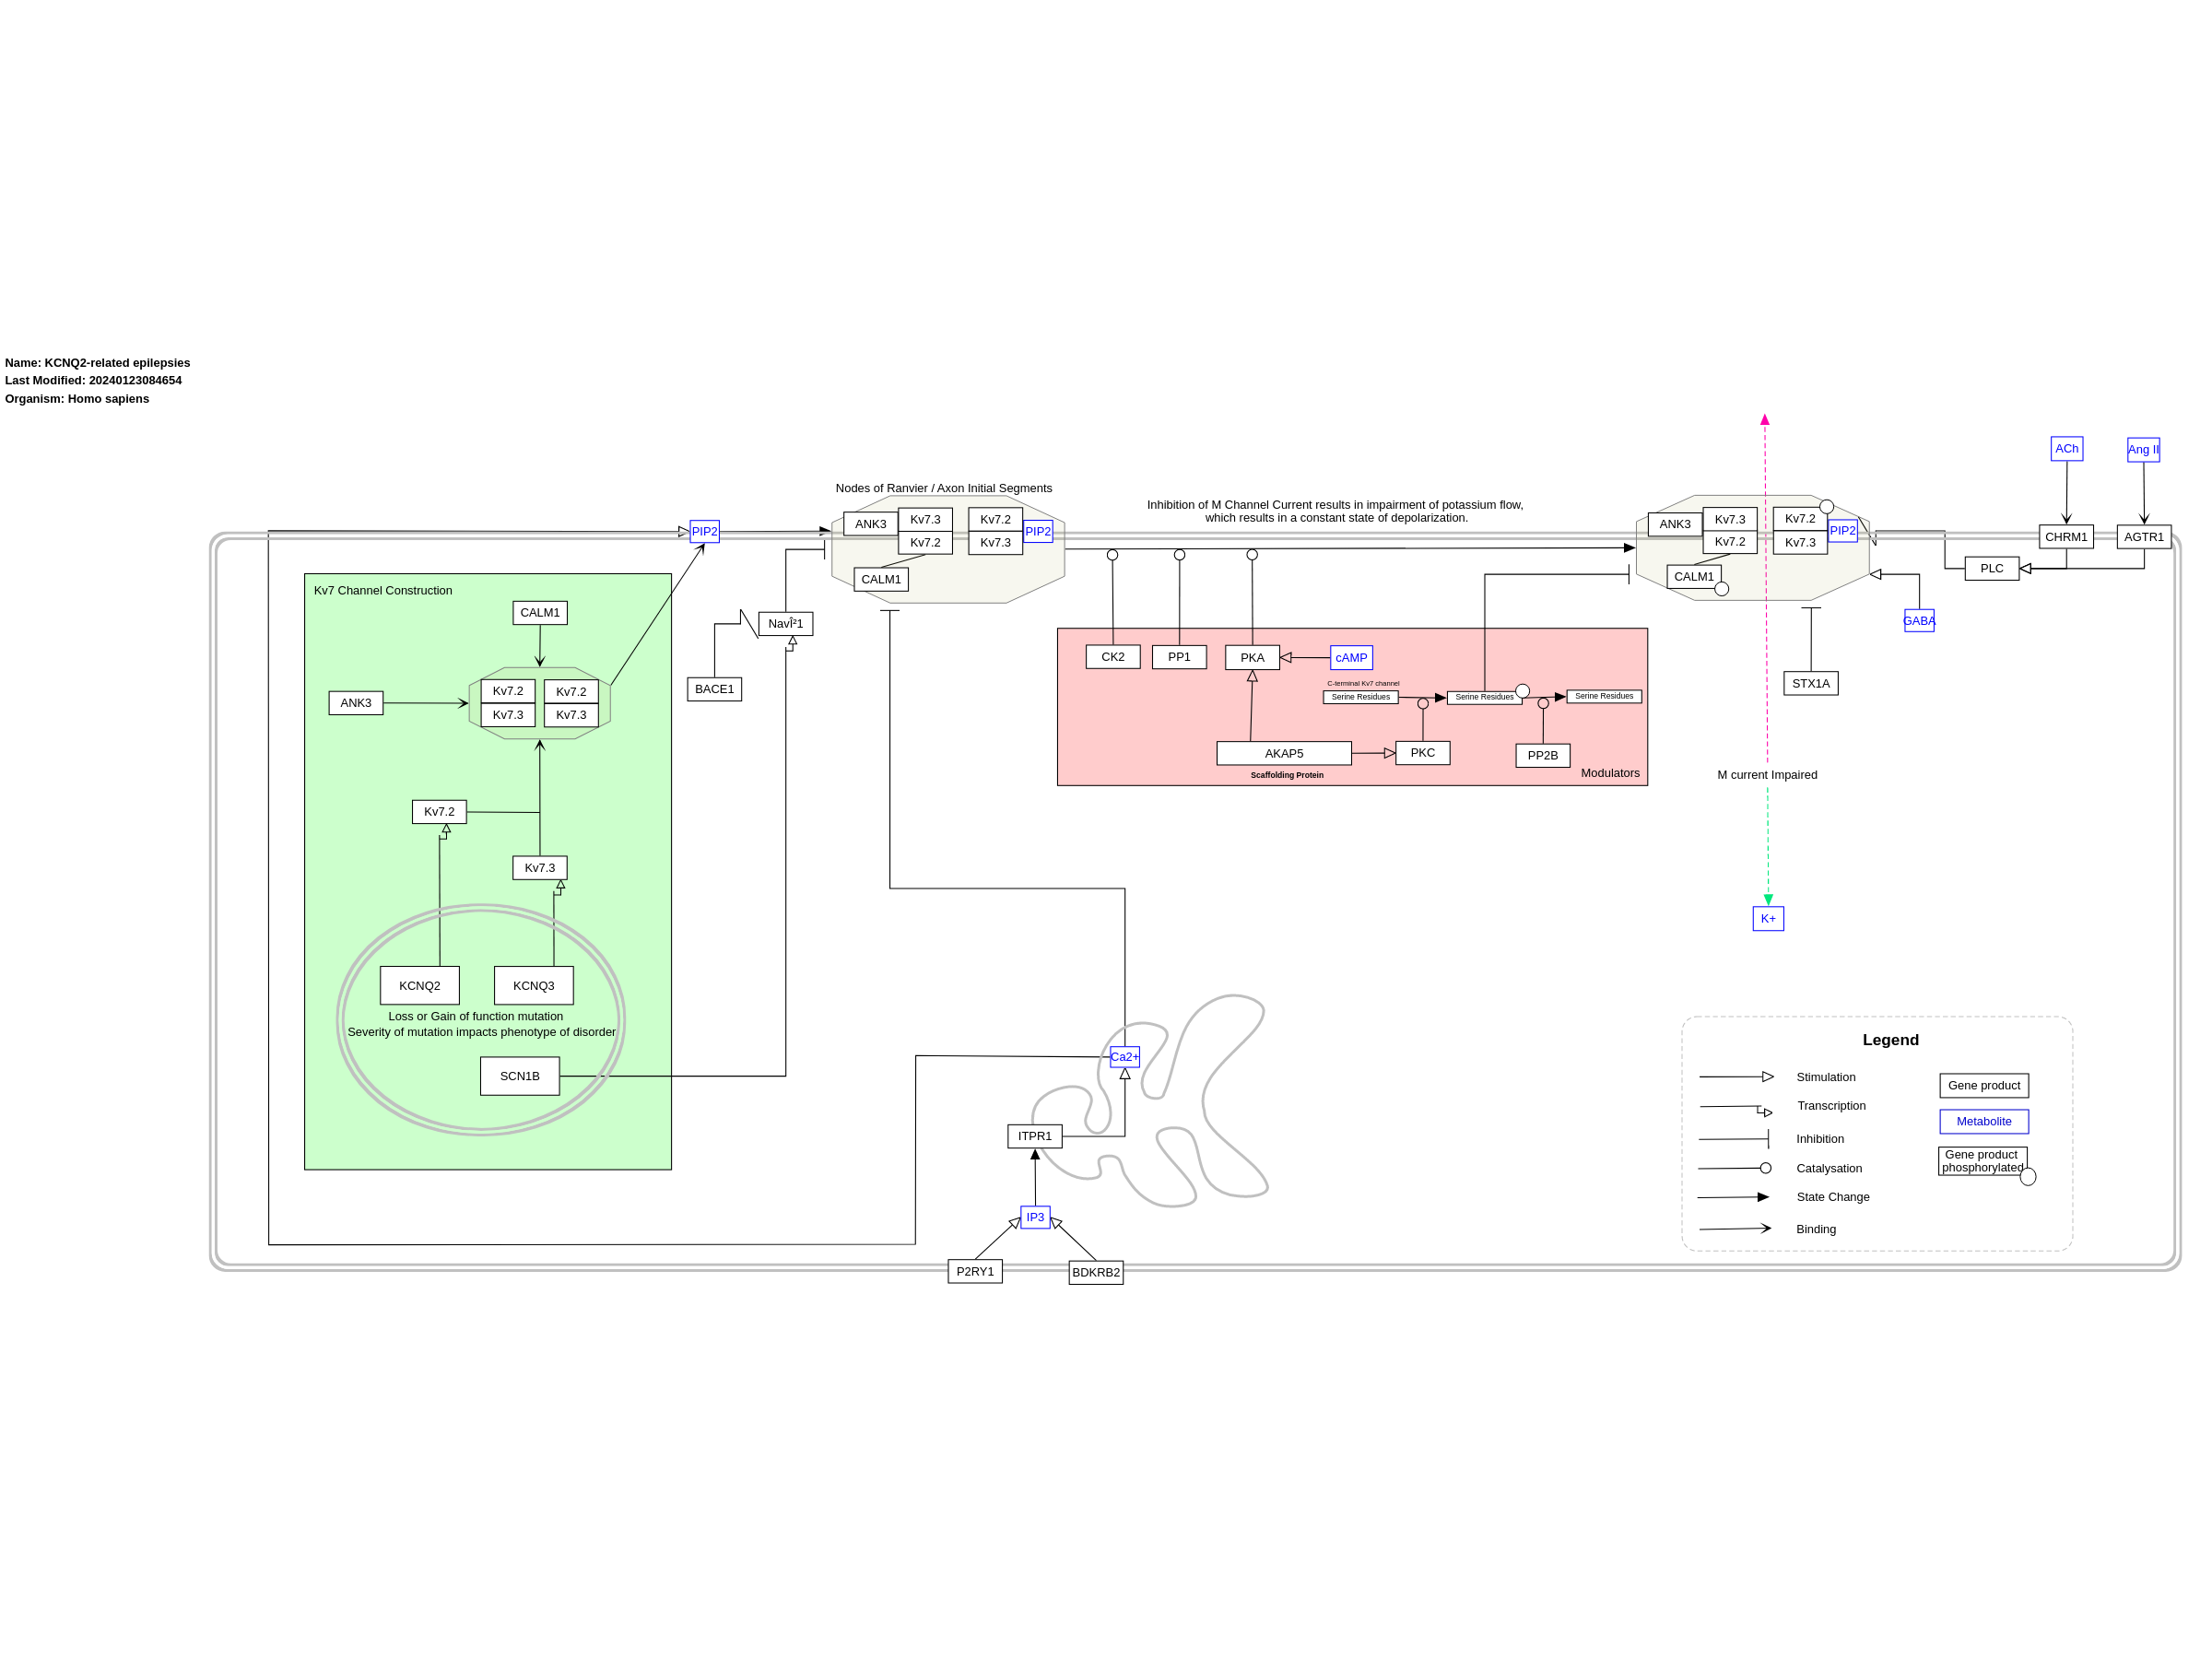 Name: KCNQ2-related epilepsies
Last Modified: 20240123084654
Organism: Homo sapiens
ACh
Ang II
Nodes of Ranvier / Axon Initial Segments
Inhibition of M Channel Current results in impairment of potassium flow,
which results in a constant state of depolarization.
PIP2
ANK3
Kv7.3
Kv7.2
Kv7.2
Kv7.3
PIP2
CALM1
ANK3
Kv7.3
Kv7.2
Kv7.2
Kv7.3
PIP2
CALM1
CHRM1
AGTR1
PLC
GABA
STX1A
Kv7 Channel Construction
CALM1
ANK3
Kv7.2
Kv7.3
Kv7.2
Kv7.3
NavÎ²1
BACE1
CK2
PP1
PKA
cAMP
C-terminal Kv7 channel
Serine Residues
Serine Residues
Serine Residues
AKAP5
Scaffolding Protein
PKC
PP2B
Modulators
M current Impaired
K+
Kv7.2
Kv7.3
KCNQ2
KCNQ3
Loss or Gain of function mutation
Severity of mutation impacts phenotype of disorder
SCN1B
Ca2+
ITPR1
IP3
P2RY1
BDKRB2
Legend
Stimulation
Transcription
Inhibition
Catalysation
State Change
Binding
Gene product
Metabolite
Gene product
phosphorylated